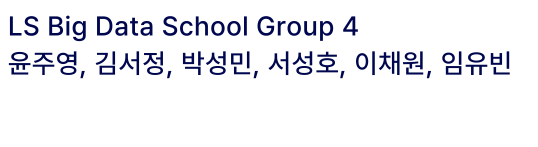 LS Big Data School Group 4
윤주영, 김서정, 박성민, 서성호, 이채원, 임유빈